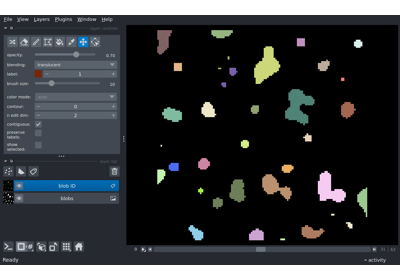 File View Layers Plugins Window Help
opacity: 0.70
blending: translucent
label: 1
brush size: 10
color mode:
contour: 0
n edit dim: 2
contiguous:
preserve
labels:
show
selected:
blob ID
blobs
Ready
activity